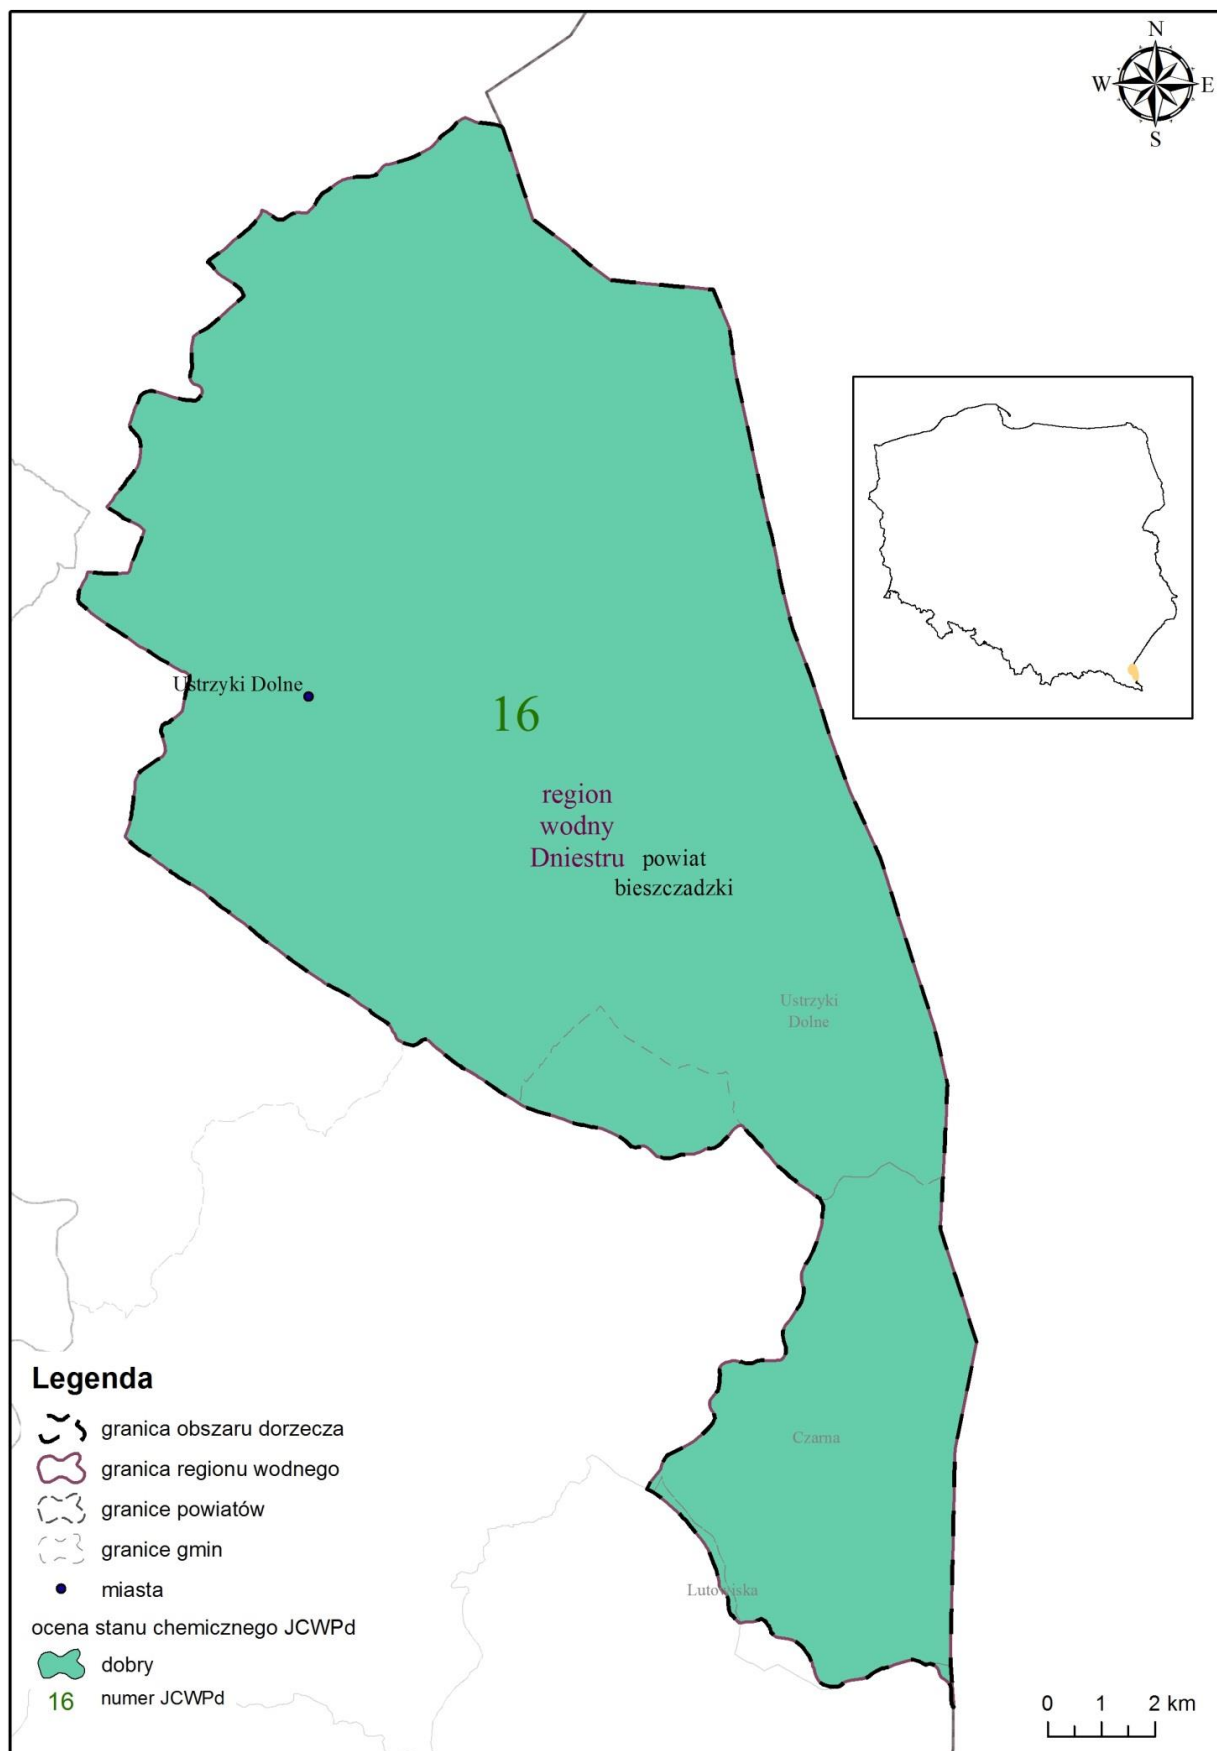 N
W
E
S
Ustrzyki Dolne
16
region
wodny
Dniestru
powiat
bieszczadzki
Ustrzyki
Dolne
Czarna
Lutowiska
Legenda
granica obszaru dorzecza
granica regionu wodnego
granice powiatów
granice gmin
miasta
ocena stanu chemicznego JCWPd
dobry
16 numer JCWPd
0 1 2 km